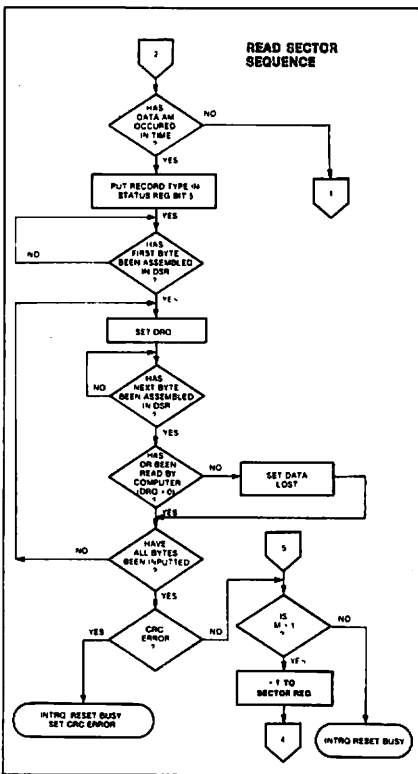 READ SECTOR
SEQUENCE
2
HAS
DATA AM
OCCURED
IN TIME
?
NO
YES
1
PUT RECORD TYPE IN
STATUS REG BIT 5
YES
HAS
FIRST BYTE
BEEN ASSEMBLED
IN DSR
?
NO
YES
SET DRQ
HAS
NEXT BYTE
BEEN ASSEMBLED
IN DSR
?
NO
YES
HAS
DR BEEN
READ BY
COMPUTER
(DRQ = 0)
?
NO
SET DATA
LOST
YES
HAVE
ALL BYTES
BEEN INPUTTED
?
NO
YES
5
CRC
ERROR
?
YES
NO
IS
M = 1
?
NO
YES
+ 1 TO
SECTOR REG
INTRQ RESET BUSY
SET CRC ERROR
4
INTRQ RESET BUSY